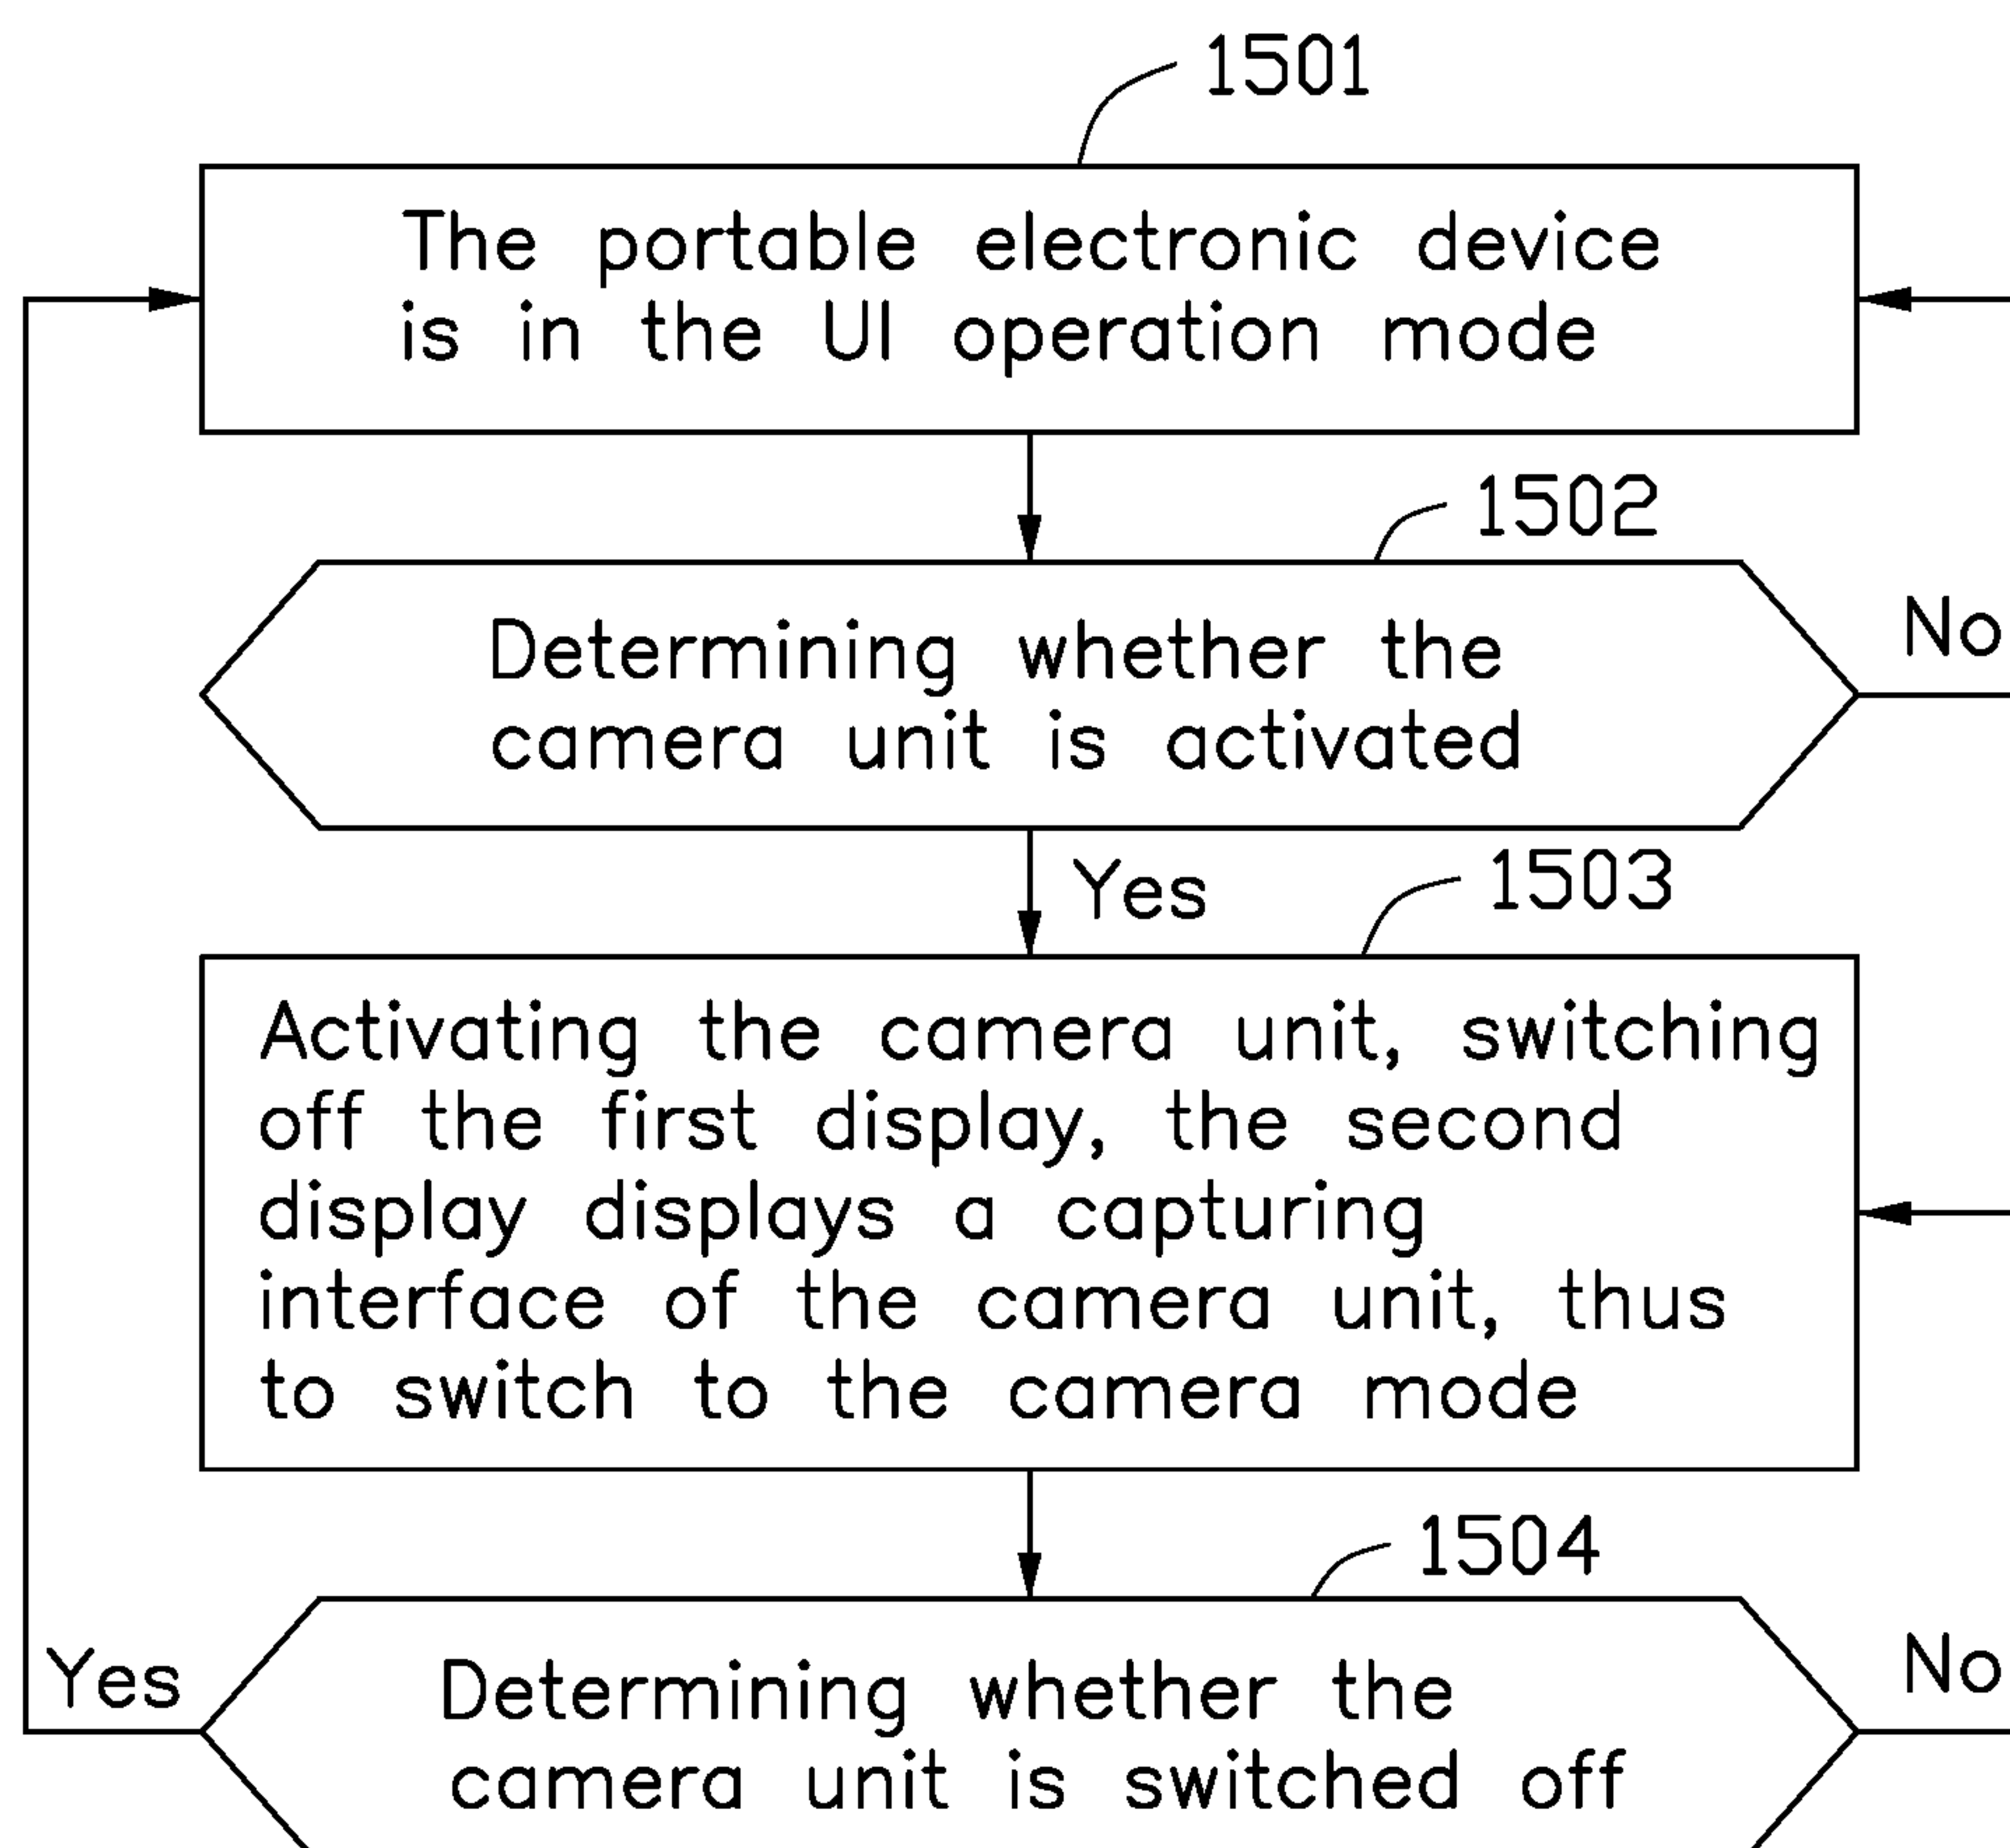 1501
The portable electronic device
is in the UI operation mode
1502
No
Determining whether the
camera unit is activated
Yes
1503
Activating the camera unit, switching
off the first display, the second
display displays a capturing
interface of the camera unit, thus
to switch to the camera mode
1504
Yes
No
Determining whether the
camera unit is switched off